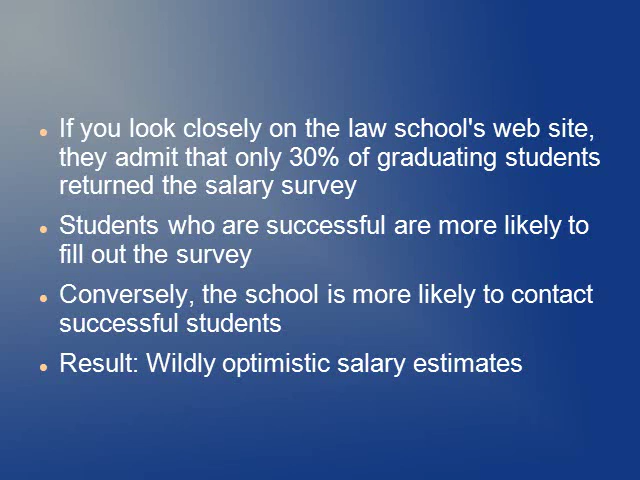 If you look closely on the law school's web site,
they admit that only 30% of graduating students
returned the salary survey
Students who are successful are more likely to
fill out the survey
Conversely, the school is more likely to contact
successful students
Result: Wildly optimistic salary estimates